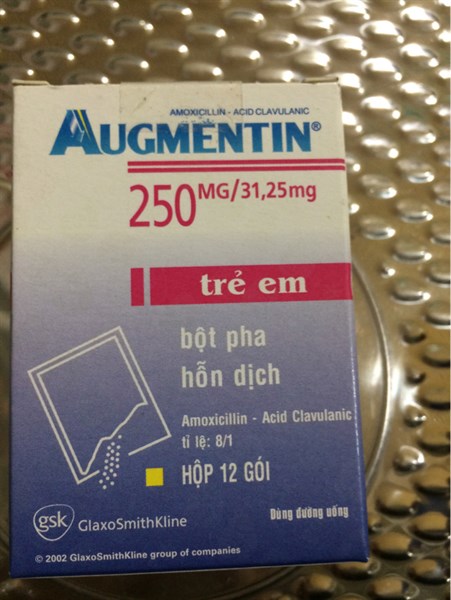 AMOXICILLIN - ACID CLAVULANIC
AUGMENTIN®
250 MG/31,25mg
trẻ em
bột pha
hỗn dịch
Amoxicillin - Acid Clavulanic
tỉ lệ: 8/1
HỘP 12 GÓI
Dùng đường uống
gsk GlaxoSmithKline
© 2002 GlaxoSmithKline group of companies